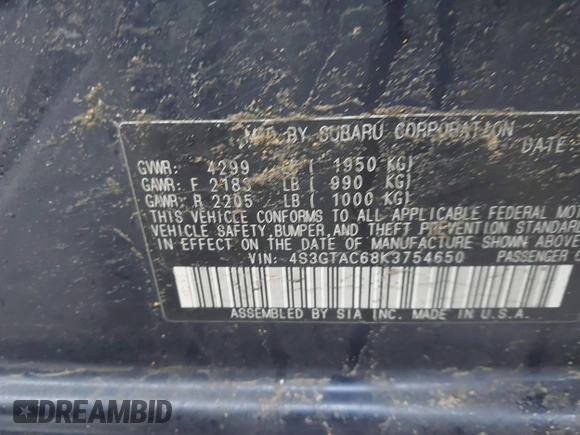 MFD BY SUBARU CORPORATION
DATE:
GVWR: 4299 LB ( 1950 KG)
GAWR: F 2183 LB ( 990 KG)
GAWR: R 2205 LB ( 1000 KG)
THIS VEHICLE CONFORMS TO ALL APPLICABLE FEDERAL MOT
VEHICLE SAFETY,BUMPER,AND THEFT PREVENTION STANDARD
IN EFFECT ON THE DATE OF MANUFACTURE SHOWN ABOVE
VIN: 4S3GTAC68K3754650 PASSENGER
ASSEMBLED BY SIA INC. MADE IN U.S.A.
DREAMBID